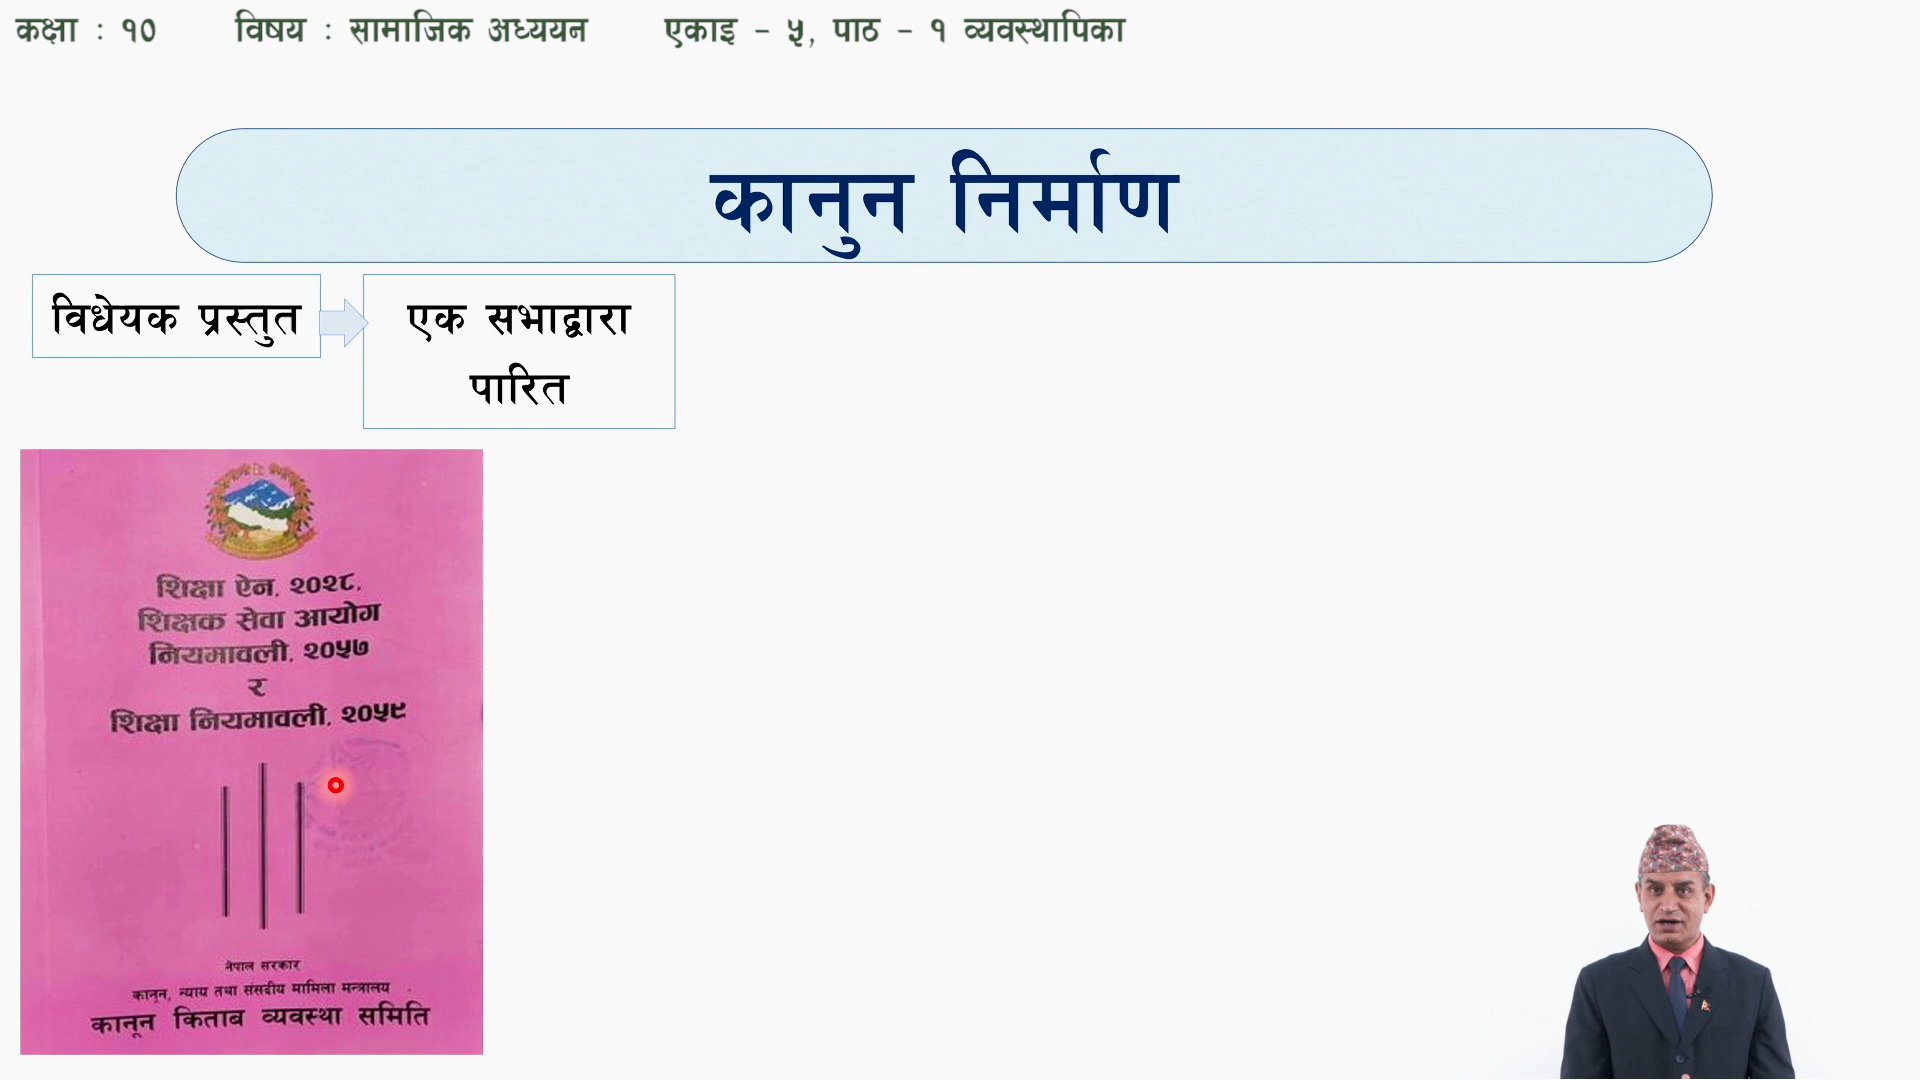 कक्षा : १० विषय : सामाजिक अध्ययन एकाइ - ५, पाठ - १ व्यवस्थापिका
कानुन निर्माण
विधेयक प्रस्तुत
एक सभाद्वारा
पारित
शिक्षा ऐन, २०२८,
शिक्षक सेवा आयोग
नियमावली, २०५७
र
शिक्षा नियमावली, २०५९
नेपाल सरकार
कानून, न्याय तथा संसदीय मामिला मन्त्रालय
कानून किताब व्यवस्था समिति